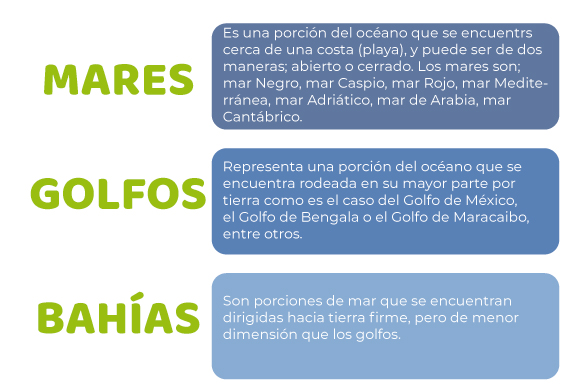 MARES
Es una porción del océano que se encuentrs
cerca de una costa (playa), y puede ser de dos
maneras; abierto o cerrado. Los mares son;
mar Negro, mar Caspio, mar Rojo, mar Medite-
rránea, mar Adriático, mar de Arabia, mar
Cantábrico.
GOLFOS
Representa una porción del océano que se
encuentra rodeada en su mayor parte por
tierra como es el caso del Golfo de México,
el Golfo de Bengala o el Golfo de Maracaibo,
entre otros.
BAHÍAS
Son porciones de mar que se encuentran
dirigidas hacia tierra firme, pero de menor
dimensión que los golfos.